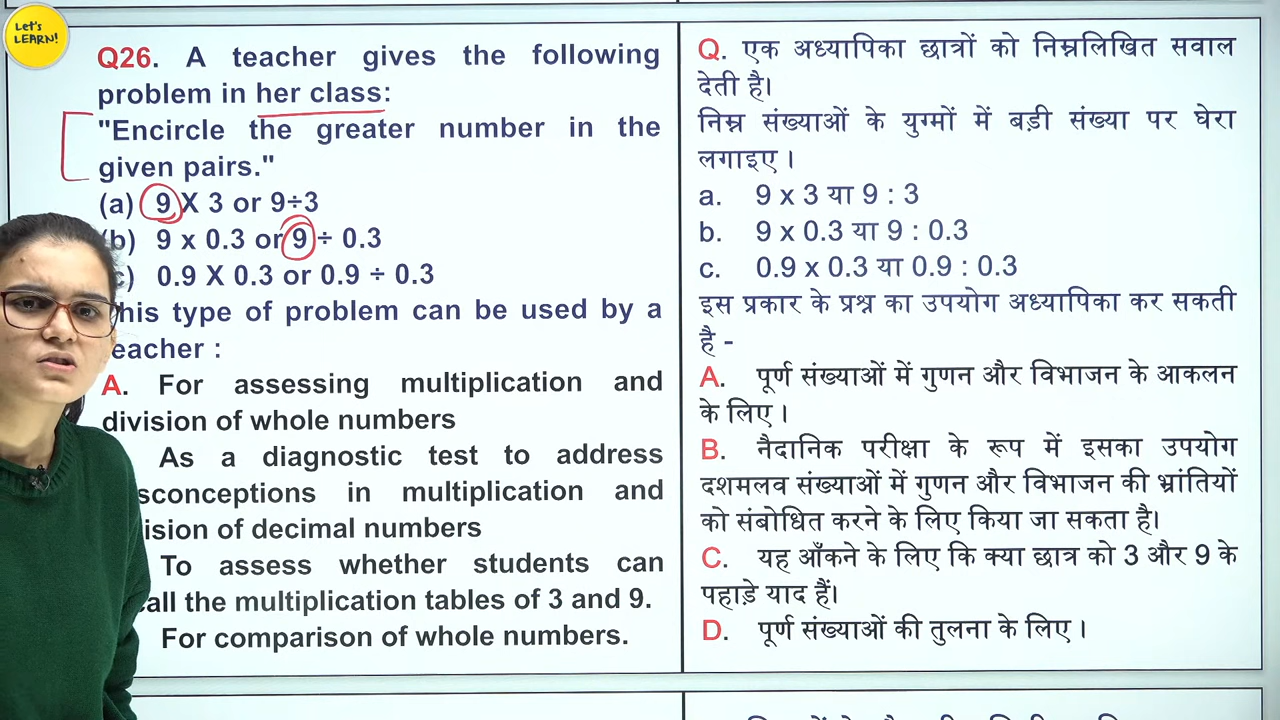 Let's
LEARN!
Q26. A teacher gives the following
problem in her class:
"Encircle the greater number in the
given pairs."
(a) 9 X 3 or 9÷3
(b) 9 x 0.3 or 9 ÷ 0.3
c) 0.9 X 0.3 or 0.9 ÷ 0.3
his type of problem can be used by a
eacher :
A. For assessing multiplication and
division of whole numbers
As a diagnostic test to address
sconceptions in multiplication and
ision of decimal numbers
To assess whether students can
all the multiplication tables of 3 and 9.
For comparison of whole numbers.
Q. एक अध्यापिका छात्रों को निम्नलिखित सवाल
देती है।
निम्न संख्याओं के युग्मों में बड़ी संख्या पर घेरा
लगाइए ।
a. 9 x 3 या 9 : 3
b. 9 x 0.3 या 9 : 0.3
c. 0.9 x 0.3 या 0.9 : 0.3
इस प्रकार के प्रश्न का उपयोग अध्यापिका कर सकती
है -
A. पूर्ण संख्याओं में गुणन और विभाजन के आकलन
के लिए ।
B. नैदानिक परीक्षा के रूप में इसका उपयोग
दशमलव संख्याओं में गुणन और विभाजन की भ्रांतियों
को संबोधित करने के लिए किया जा सकता है।
C. यह आँकने के लिए कि क्या छात्र को 3 और 9 के
पहाड़े याद हैं।
D. पूर्ण संख्याओं की तुलना के लिए ।